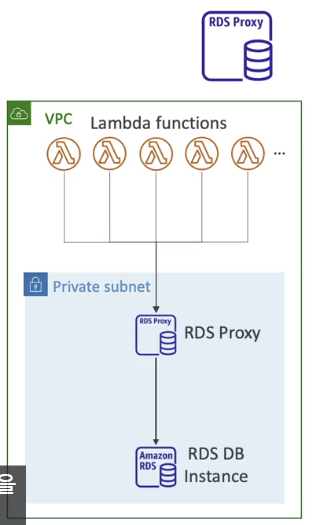 RDS Proxy
VPC
Lambda functions
...
Private subnet
RDS Proxy
RDS Proxy
Amazon
RDS
RDS DB
Instance